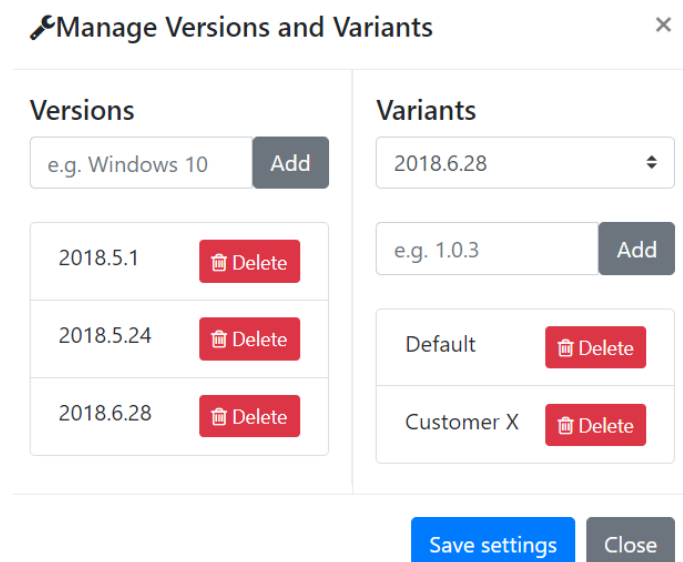 Manage Versions and Variants
×
Versions
e.g. Windows 10 Add
2018.5.1 Delete
2018.5.24 Delete
2018.6.28 Delete
Variants
2018.6.28
e.g. 1.0.3 Add
Default Delete
Customer X Delete
Save settings Close